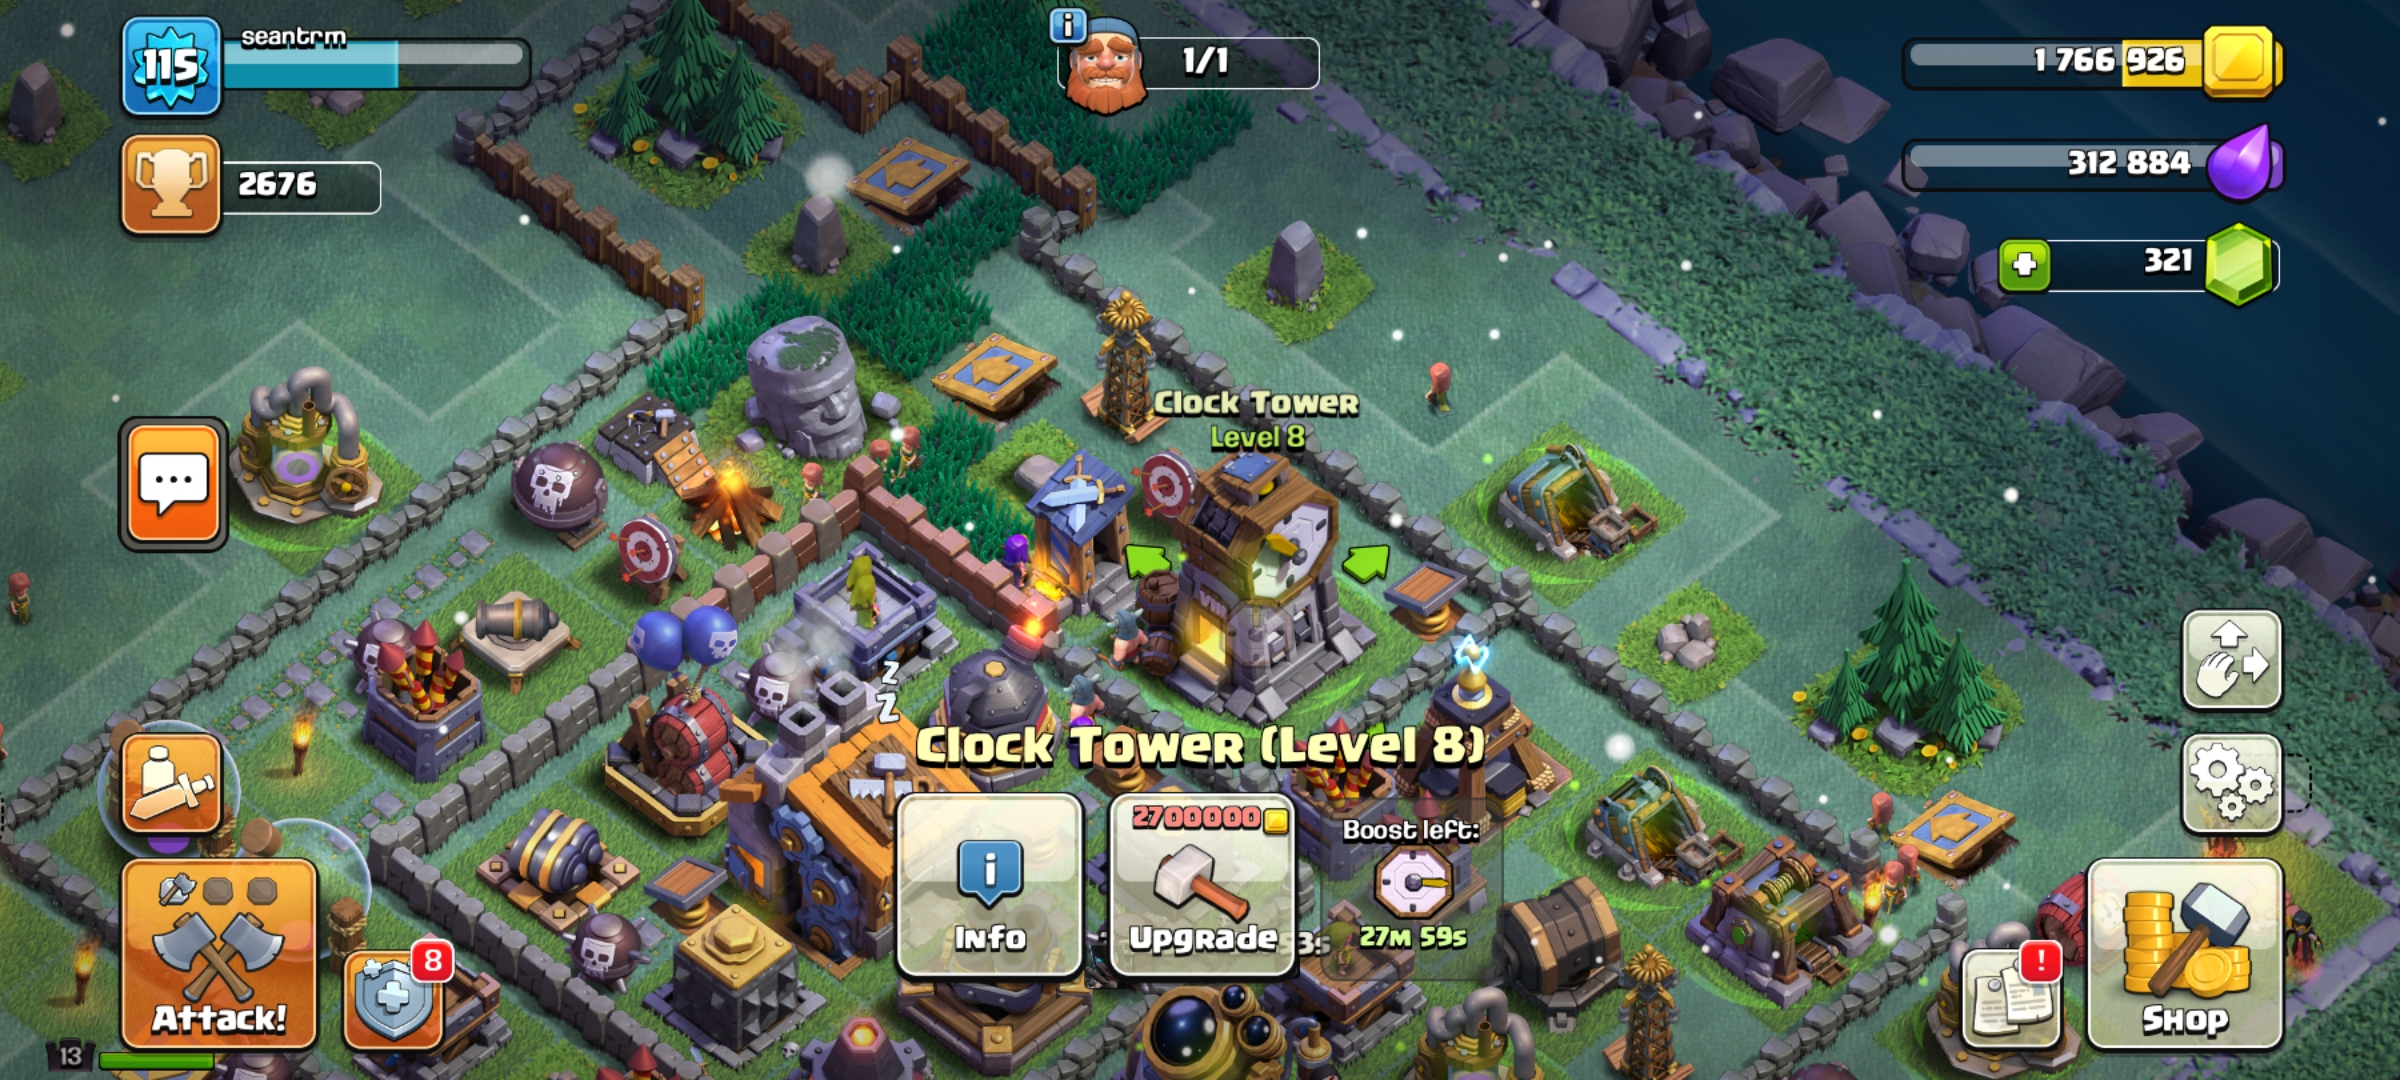 115
seantrm
1/1
1 766 926
2676
312 884
321
Clock Tower
Level 8
z
Z
Clock Tower (Level 8)
2700000
Boost left:
Info
Upgrade
27M 59s
Attack!
8
!
Shop
13